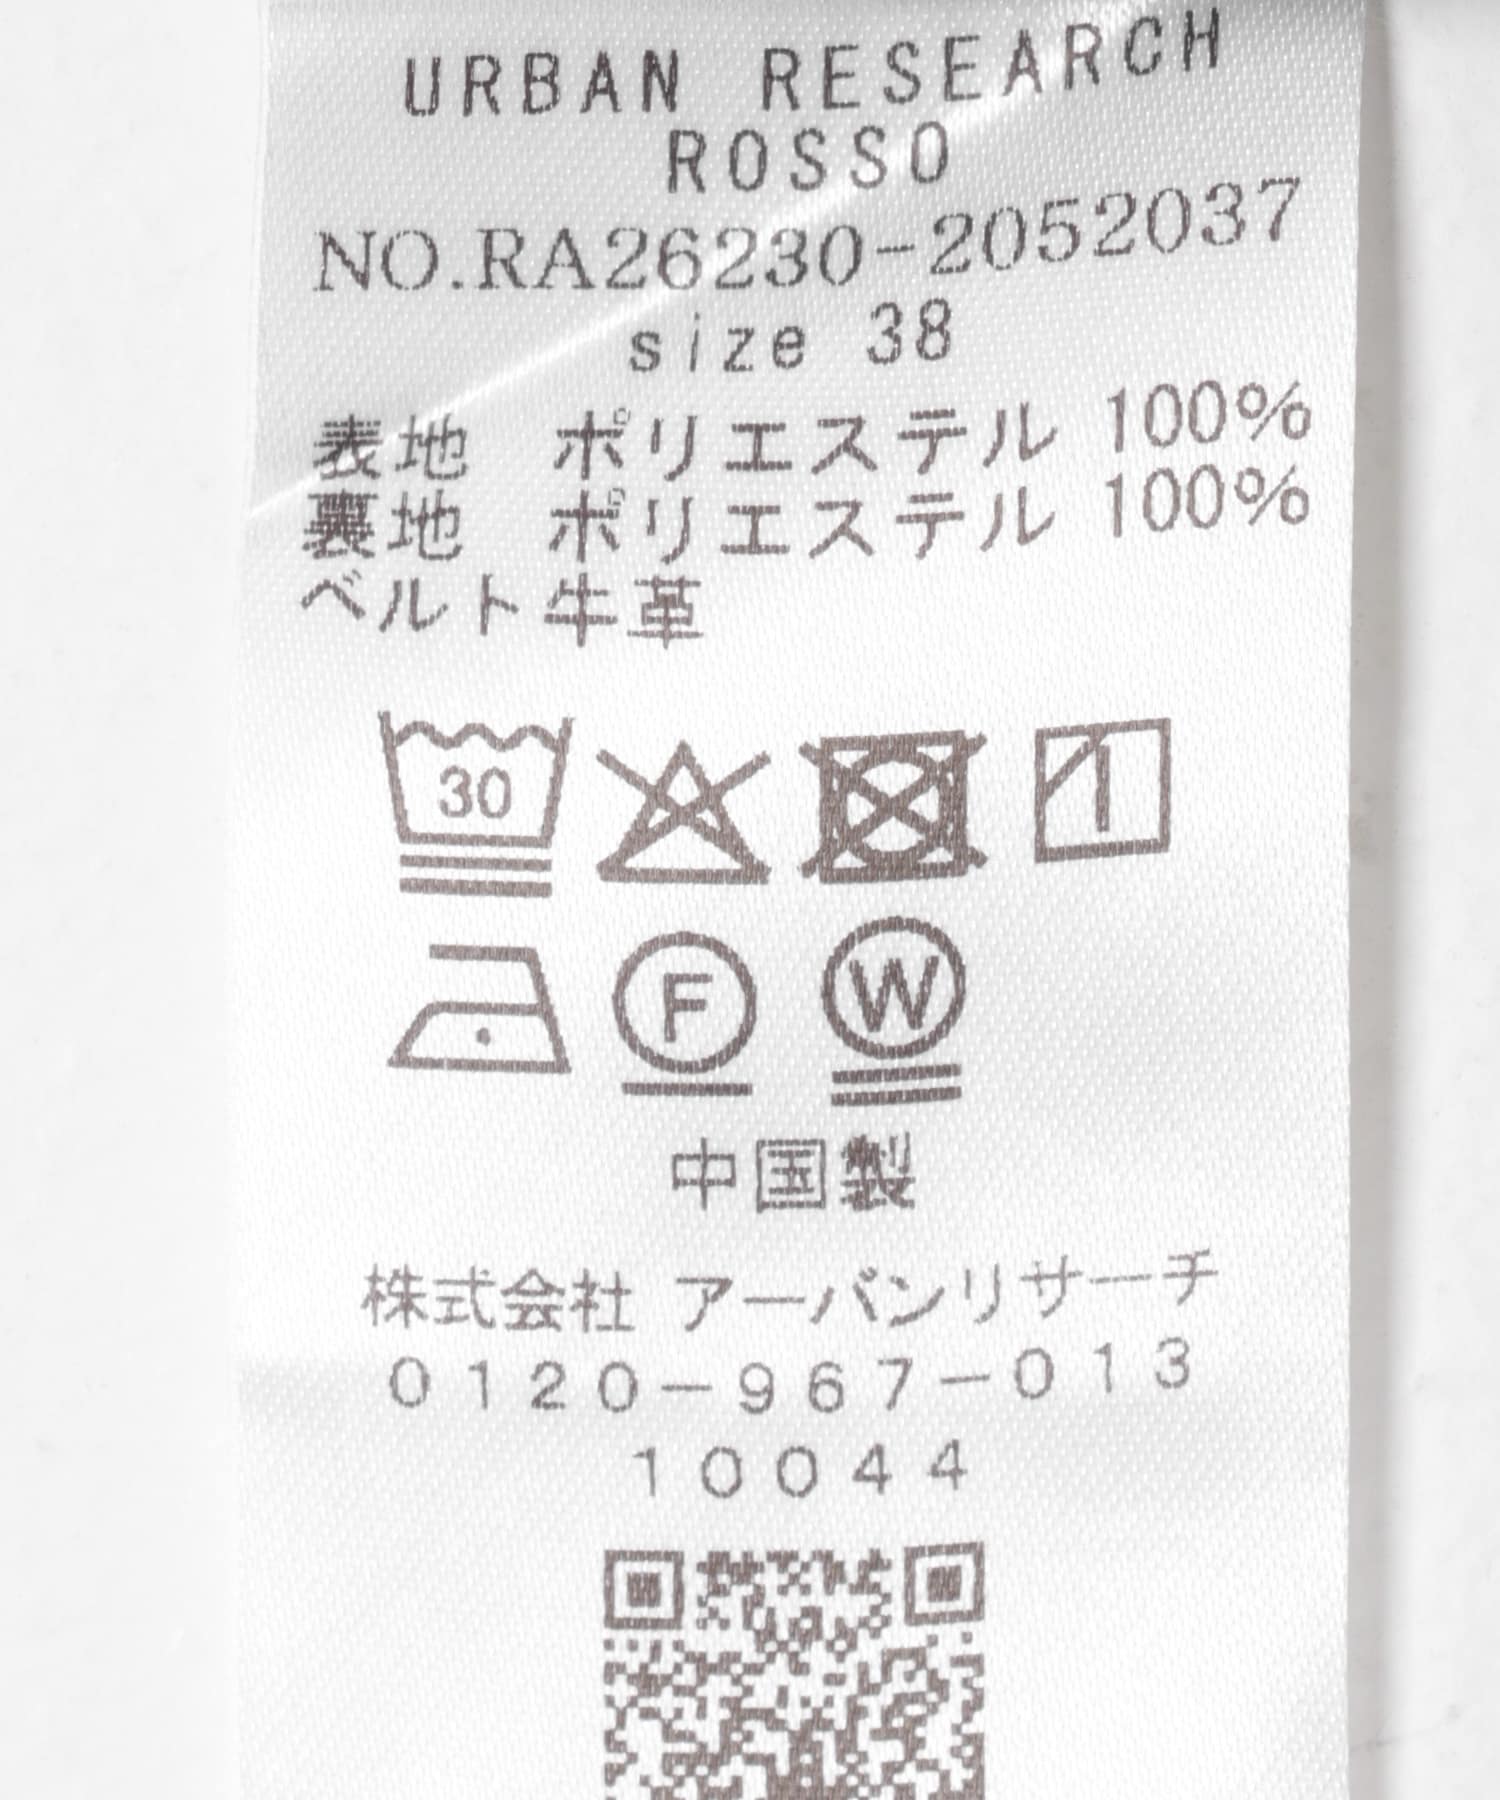 URBAN RESEARCH
ROSSO
NO.RA26230-2052037
size 38
表地 ポリエステル 100%
裏地 ポリエステル 100%
ベルト牛革
30
F W
中国製
株式会社 アーバンリサーチ
0120-967-013
10044